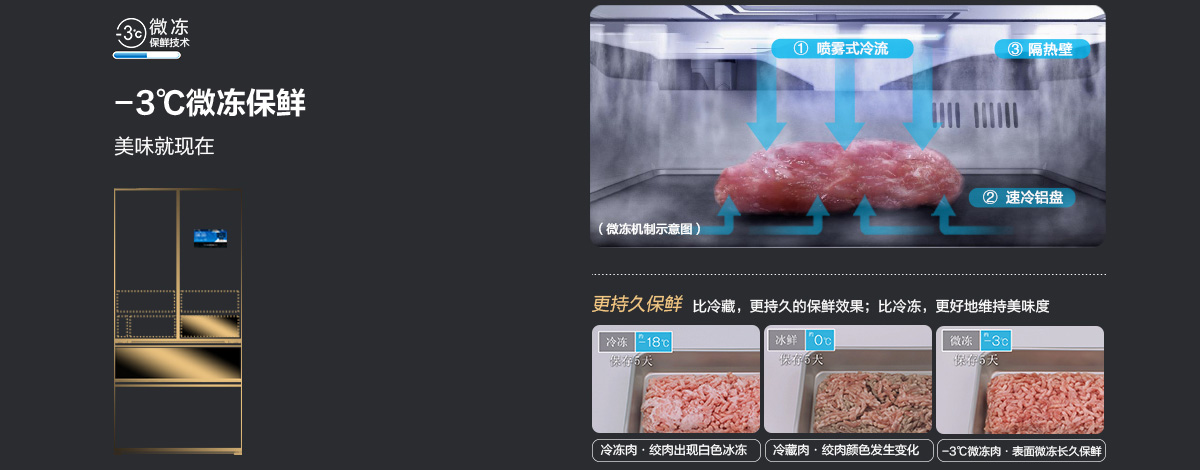 -3℃ 微冻
保鲜技术
-3℃微冻保鲜
美味就现在
① 喷雾式冷流
③ 隔热壁
② 速冷铝盘
(微冻机制示意图)
更持久保鲜 比冷藏，更持久的保鲜效果；比冷冻，更好地维持美味度
冷冻 约-18℃
保存5天
冰鲜 约0℃
保存5天
微冻 约-3℃
保存5天
冷冻肉·绞肉出现白色冰冻
冷藏肉·绞肉颜色发生变化
-3℃微冻肉·表面微冻长久保鲜